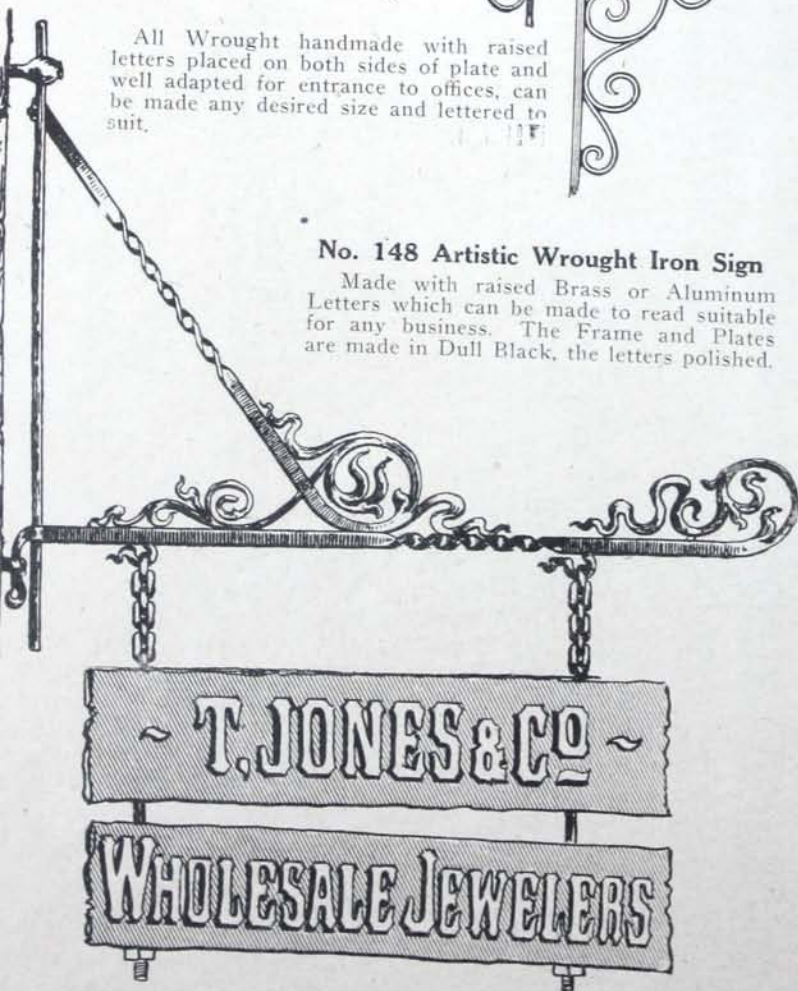 All Wrought handmade with raised
letters placed on both sides of plate and
well adapted for entrance to offices, can
be made any desired size and lettered to
suit.
No. 148 Artistic Wrought Iron Sign
Made with raised Brass or Aluminum
Letters which can be made to read suitable
for any business. The Frame and Plates
are made in Dull Black, the letters polished.
~ T. JONES & Co ~
WHOLESALE JEWELERS